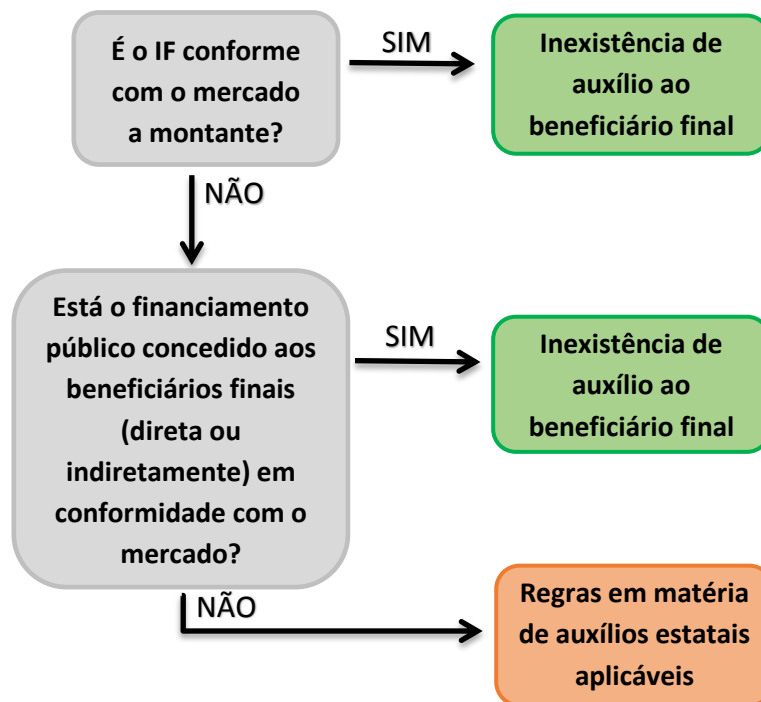 É o IF conforme
com o mercado
a montante?
SIM
Inexistência de
auxílio ao
beneficiário final
NÃO
Está o financiamento
público concedido aos
beneficiários finais
(direta ou
indiretamente) em
conformidade com o
mercado?
SIM
Inexistência de
auxílio ao
beneficiário final
NÃO
Regras em matéria
de auxílios estatais
aplicáveis